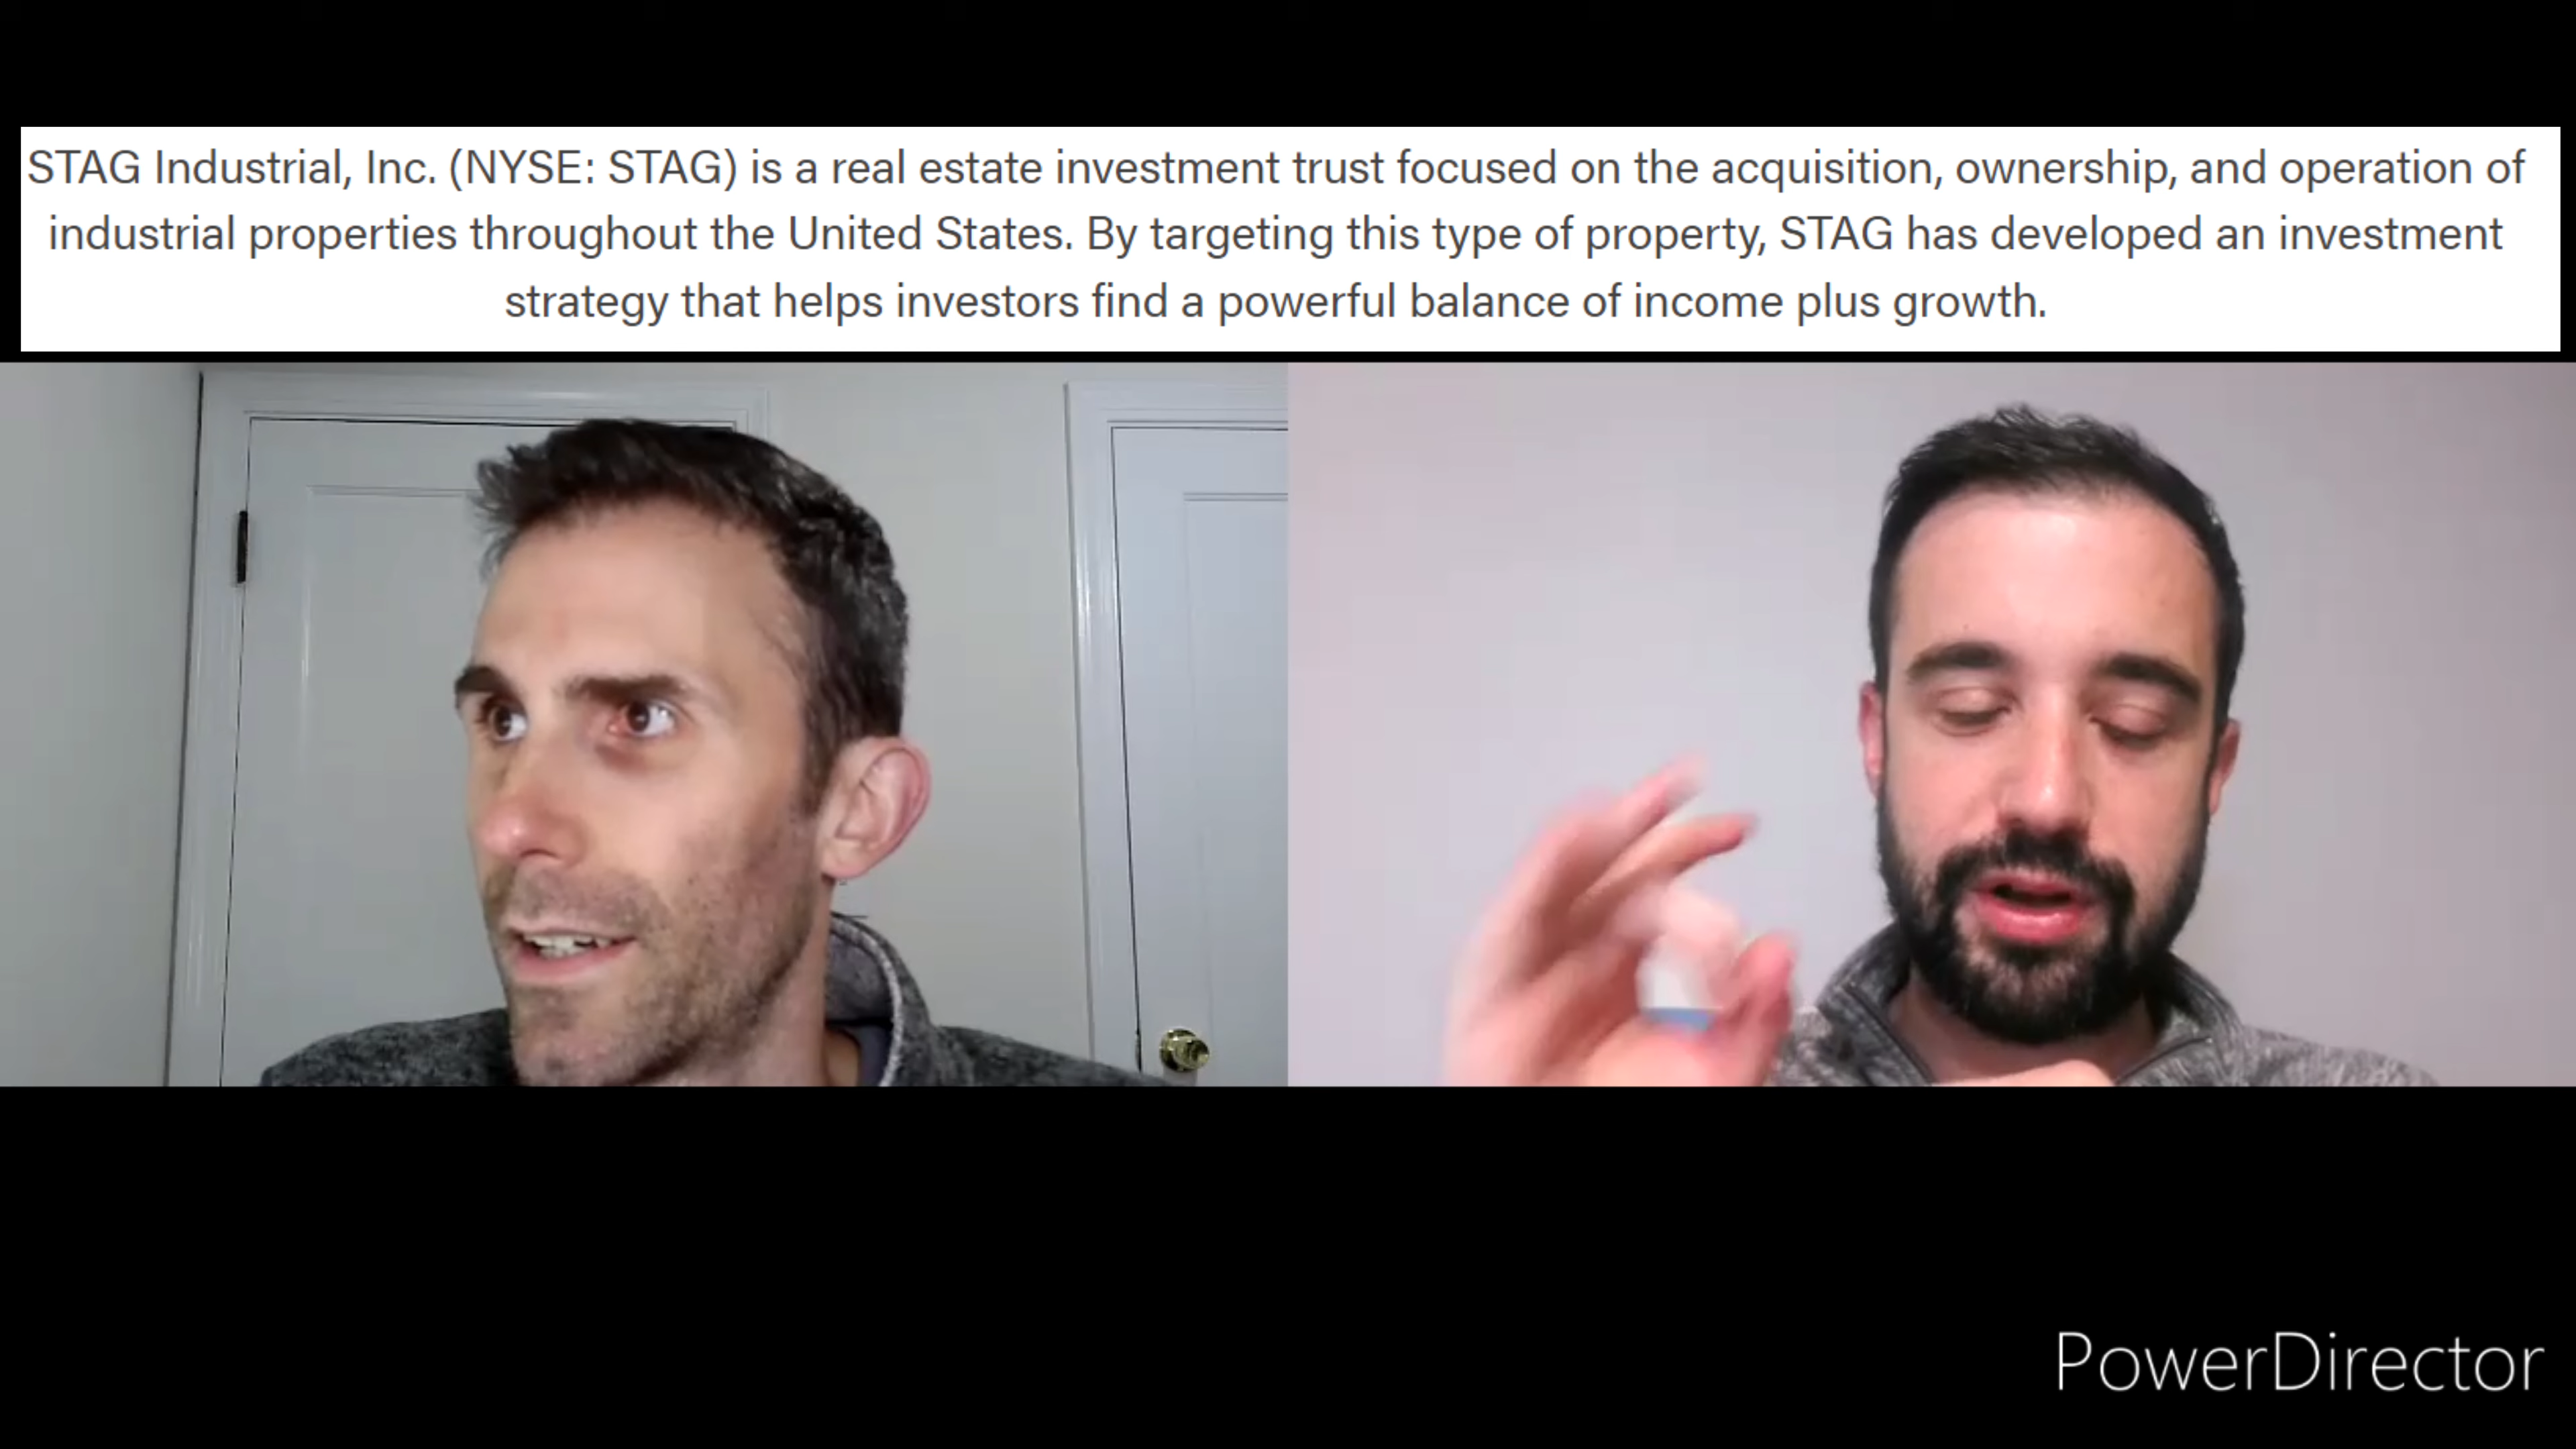 STAG Industrial, Inc. (NYSE: STAG) is a real estate investment trust focused on the acquisition, ownership, and operation of
industrial properties throughout the United States. By targeting this type of property, STAG has developed an investment
strategy that helps investors find a powerful balance of income plus growth.
PowerDirector